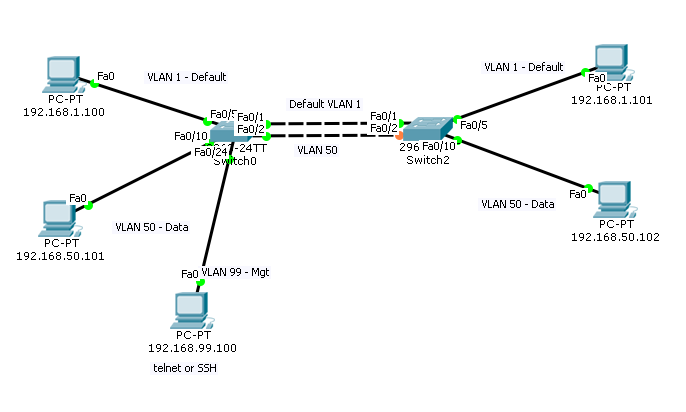 Fa0
PC-PT
192.168.1.100
VLAN 1 - Default
Fa0/5
Fa0/1
Fa0/2
Fa0/10
Fa0/24
-24TT
Switch0
Default VLAN 1
VLAN 50
Fa0/1
Fa0/2
296
Fa0/10
Switch2
Fa0/5
VLAN 1 - Default
Fa0
PC-PT
192.168.1.101
Fa0
PC-PT
192.168.50.101
VLAN 50 - Data
VLAN 50 - Data
Fa0
PC-PT
192.168.50.102
Fa0
VLAN 99 - Mgt
PC-PT
192.168.99.100
telnet or SSH